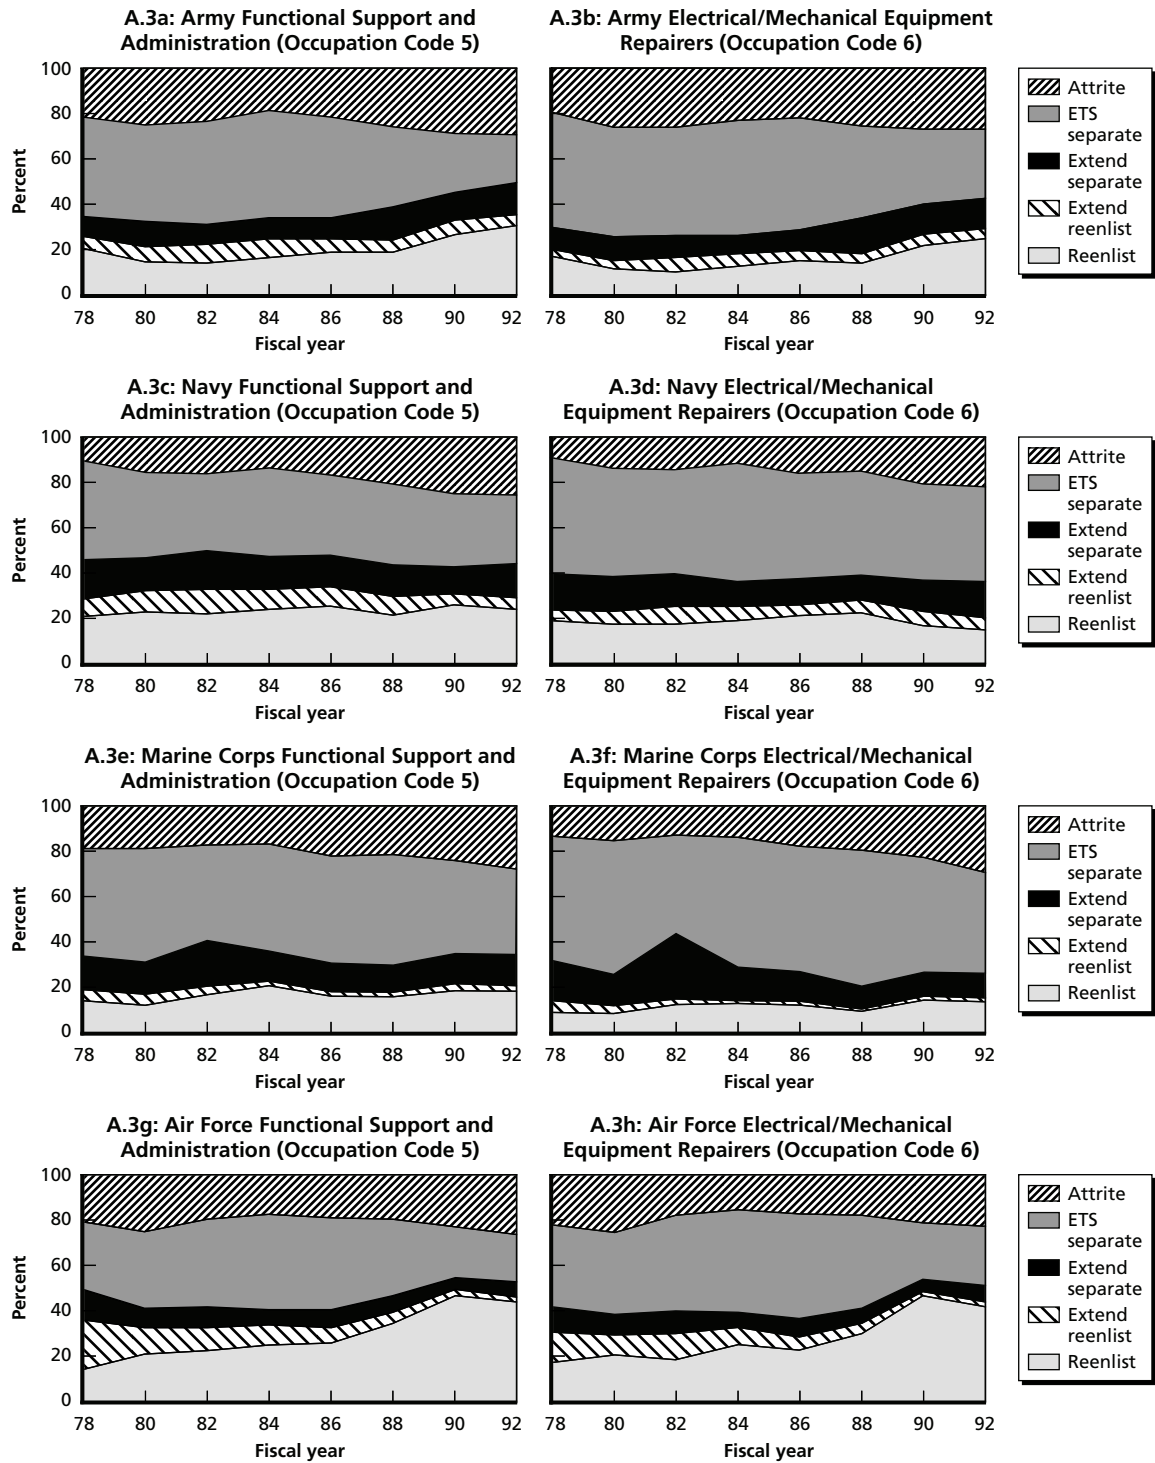 A.3a: Army Functional Support and
Administration (Occupation Code 5)
Percent
100
80
60
40
20
0
78 80 82 84 86 88 90 92
Fiscal year
A.3b: Army Electrical/Mechanical Equipment
Repairers (Occupation Code 6)
78 80 82 84 86 88 90 92
Fiscal year
Attrite
ETS
separate
Extend
separate
Extend
reenlist
Reenlist
A.3c: Navy Functional Support and
Administration (Occupation Code 5)
Percent
100
80
60
40
20
0
78 80 82 84 86 88 90 92
Fiscal year
A.3d: Navy Electrical/Mechanical
Equipment Repairers (Occupation Code 6)
78 80 82 84 86 88 90 92
Fiscal year
Attrite
ETS
separate
Extend
separate
Extend
reenlist
Reenlist
A.3e: Marine Corps Functional Support and
Administration (Occupation Code 5)
Percent
100
80
60
40
20
0
78 80 82 84 86 88 90 92
Fiscal year
A.3f: Marine Corps Electrical/Mechanical
Equipment Repairers (Occupation Code 6)
78 80 82 84 86 88 90 92
Fiscal year
Attrite
ETS
separate
Extend
separate
Extend
reenlist
Reenlist
A.3g: Air Force Functional Support and
Administration (Occupation Code 5)
Percent
100
80
60
40
20
0
78 80 82 84 86 88 90 92
Fiscal year
A.3h: Air Force Electrical/Mechanical
Equipment Repairers (Occupation Code 6)
78 80 82 84 86 88 90 92
Fiscal year
Attrite
ETS
separate
Extend
separate
Extend
reenlist
Reenlist